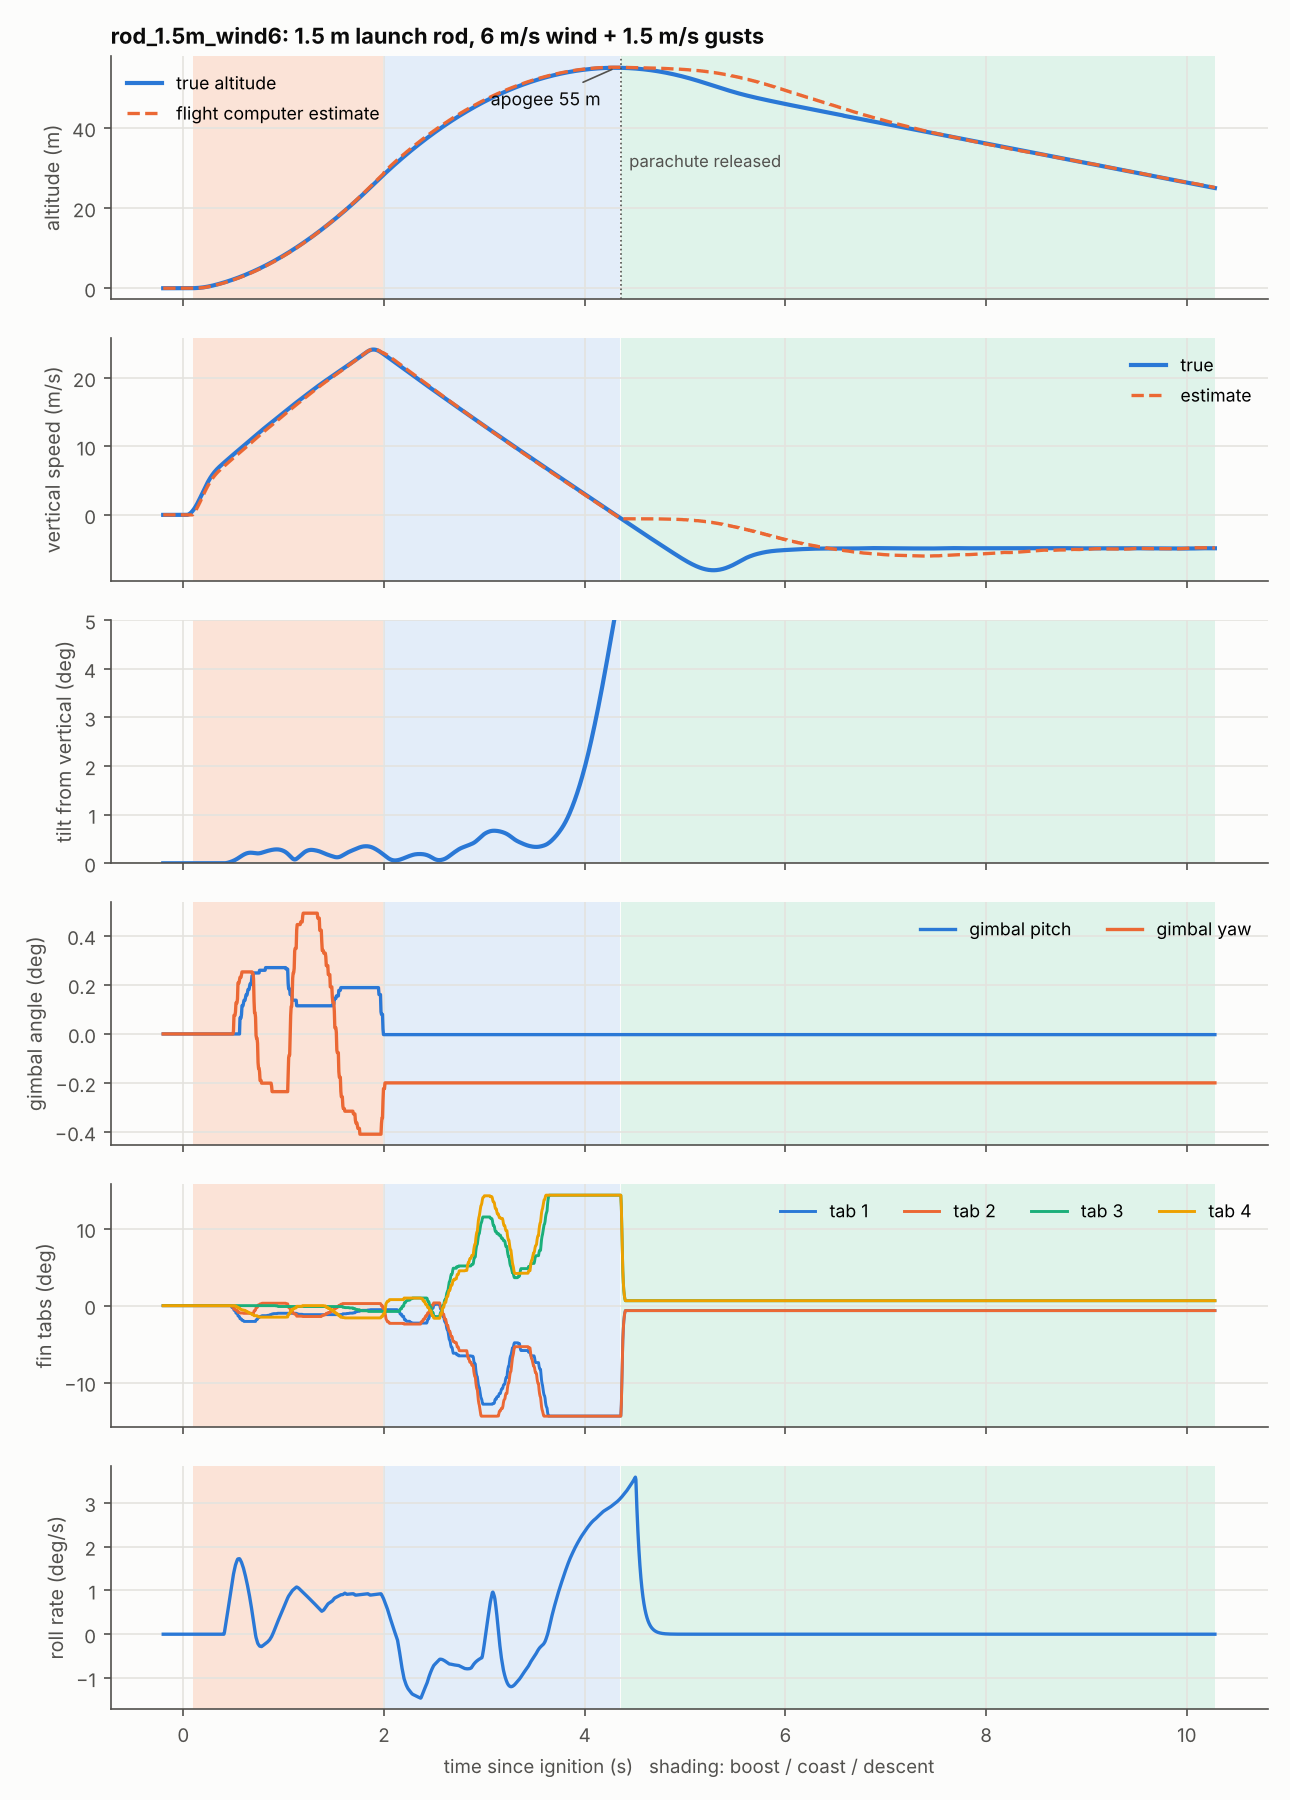 rod_1.5m_wind6: 1.5 m launch rod, 6 m/s wind + 1.5 m/s gusts
true altitude
flight computer estimate
apogee 55 m
parachute released
altitude (m)
40
20
0
true
estimate
vertical speed (m/s)
20
10
0
tilt from vertical (deg)
5
4
3
2
1
0
gimbal pitch
gimbal yaw
gimbal angle (deg)
0.4
0.2
0.0
−0.2
−0.4
tab 1
tab 2
tab 3
tab 4
fin tabs (deg)
10
0
−10
roll rate (deg/s)
3
2
1
0
−1
0
2
4
6
8
10
time since ignition (s) shading: boost / coast / descent